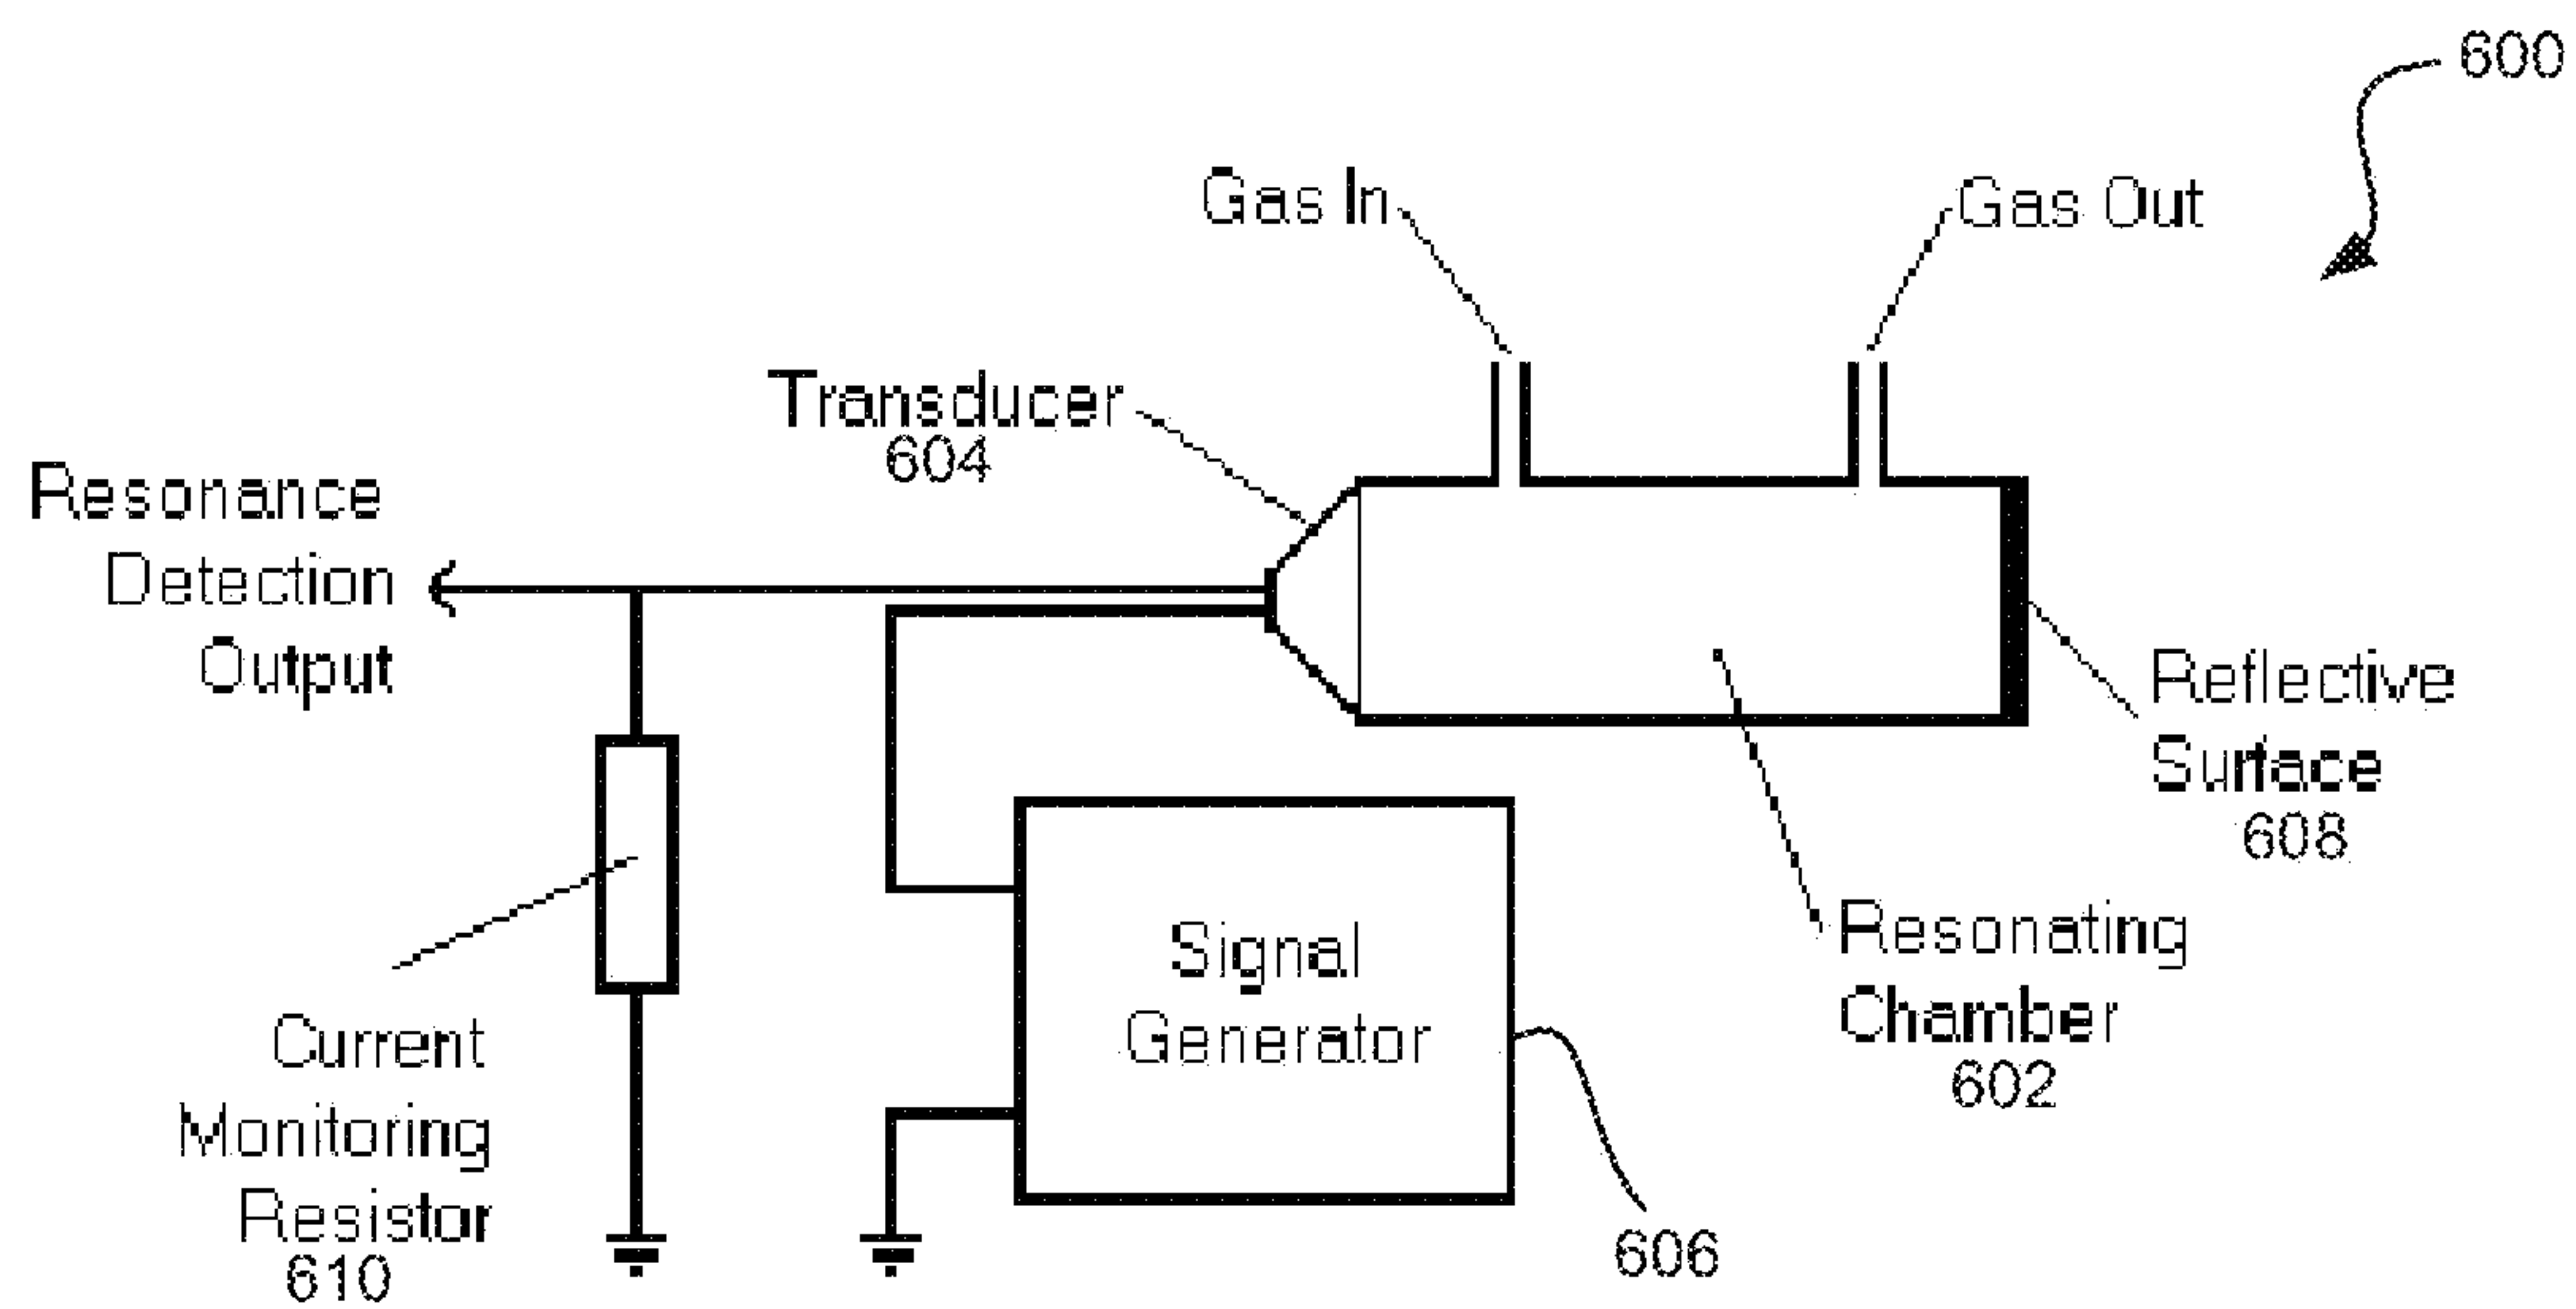 600
Gas In
Gas Out
Transducer
604
Resonance
Detection
Output
Reflective
Surface
608
Signal
Generator
Resonating
Chamber
602
Current
Monitoring
Resistor
610
606